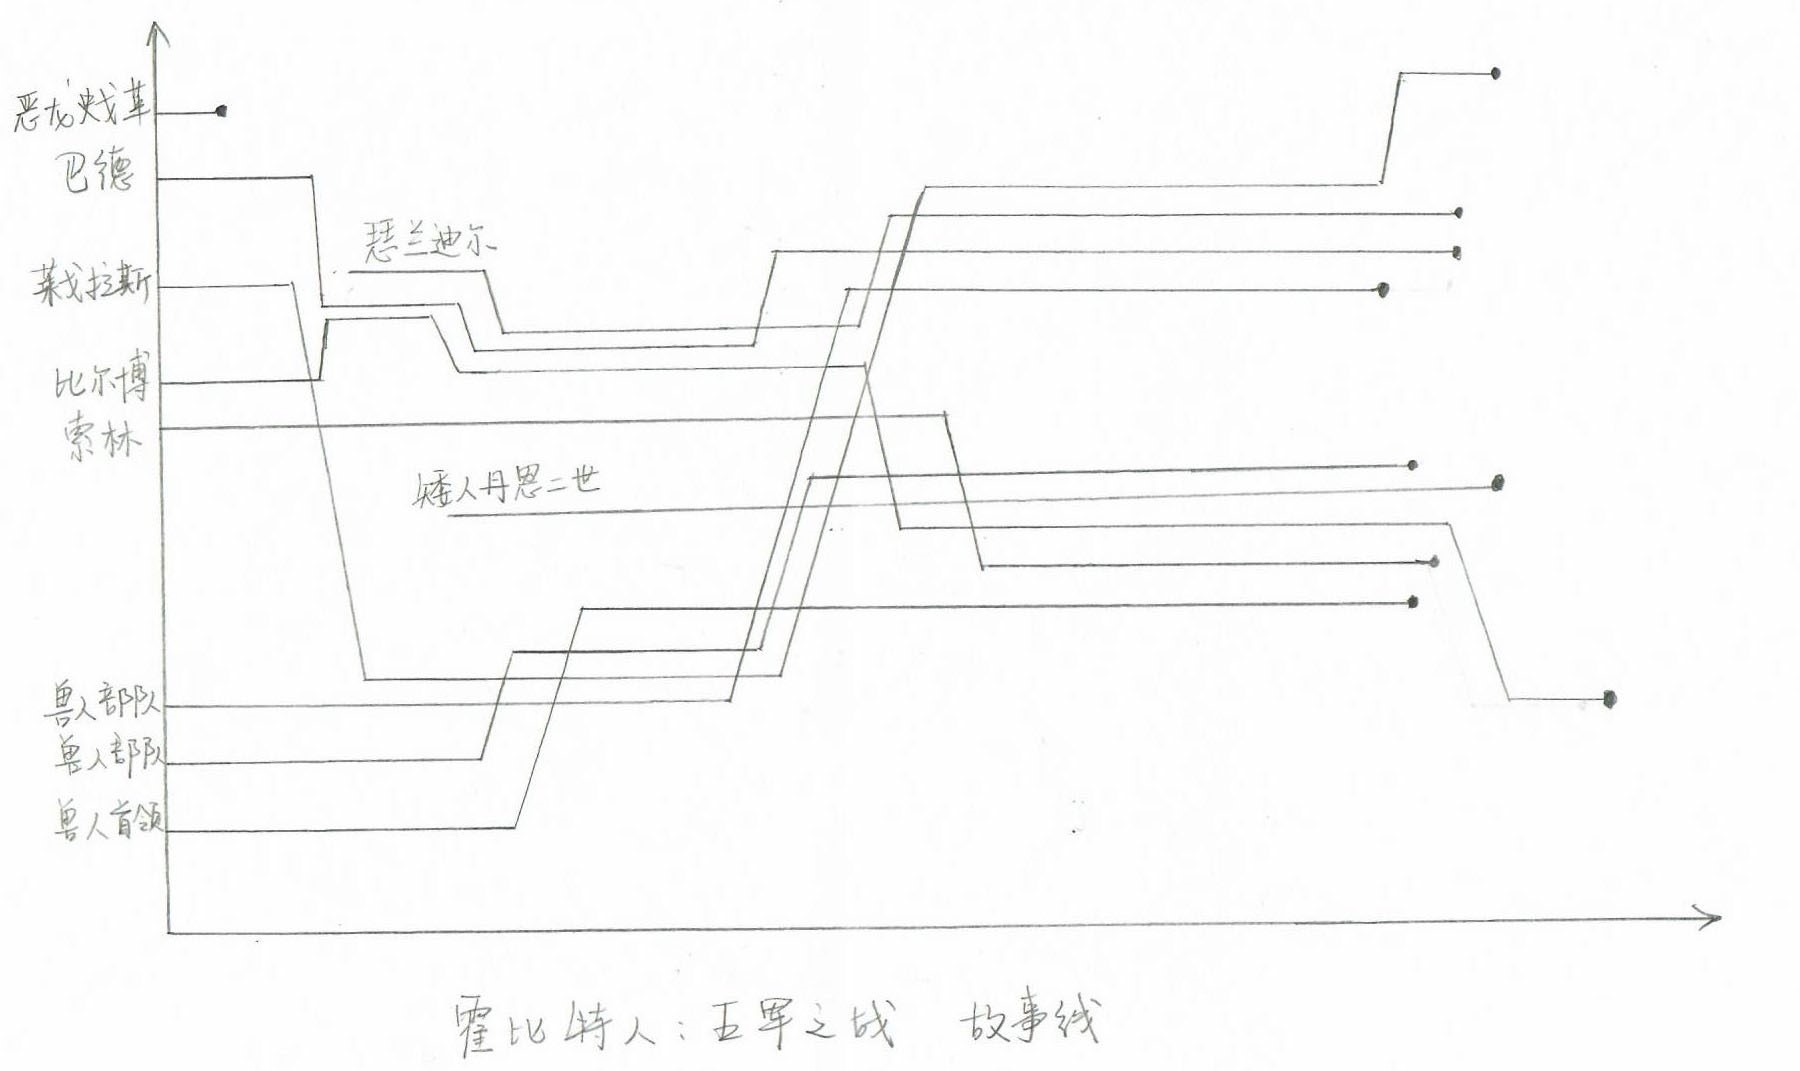 恶龙史戈革
巴德
瑟兰迪尔
莱戈拉斯
比尔博
索林
矮人丹恩二世
兽人部队
兽人部队
兽人首领
霍比特人：五军之战 故事线